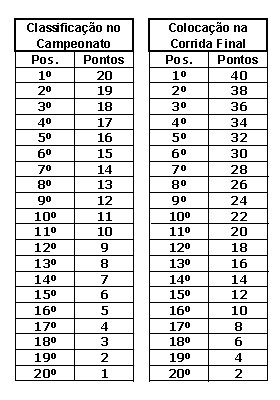 Classificação no
Campeonato
Pos. Pontos
1º 20
2º 19
3º 18
4º 17
5º 16
6º 15
7º 14
8º 13
9º 12
10º 11
11º 10
12º 9
13º 8
14º 7
15º 6
16º 5
17º 4
18º 3
19º 2
20º 1
Colocação na
Corrida Final
Pos. Pontos
1º 40
2º 38
3º 36
4º 34
5º 32
6º 30
7º 28
8º 26
9º 24
10º 22
11º 20
12º 18
13º 16
14º 14
15º 12
16º 10
17º 8
18º 6
19º 4
20º 2